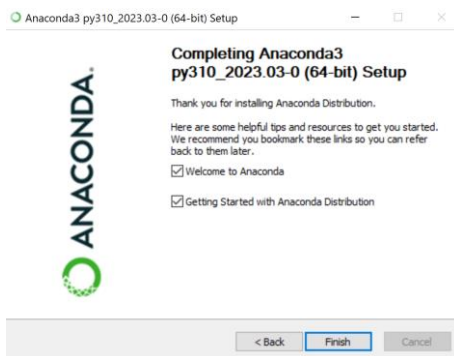 Anaconda3 py310_2023.03-0 (64-bit) Setup
Completing Anaconda3
py310_2023.03-0 (64-bit) Setup
Thank you for installing Anaconda Distribution.
Here are some helpful tips and resources to get you started.
We recommend you bookmark these links so you can refer
back to them later.
Welcome to Anaconda
Getting Started with Anaconda Distribution
ANACONDA.
< Back
Finish
Cancel